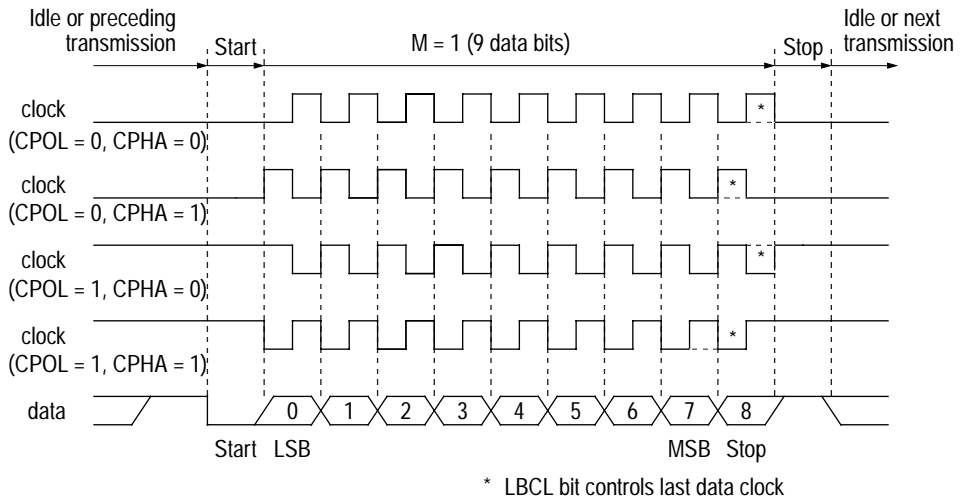 Idle or preceding
transmission
Start
M = 1 (9 data bits)
Stop
Idle or next
transmission
clock
(CPOL = 0, CPHA = 0)
*
clock
(CPOL = 0, CPHA = 1)
*
clock
(CPOL = 1, CPHA = 0)
*
clock
(CPOL = 1, CPHA = 1)
*
data
0 1 2 3 4 5 6 7 8
Start LSB MSB Stop
* LBCL bit controls last data clock